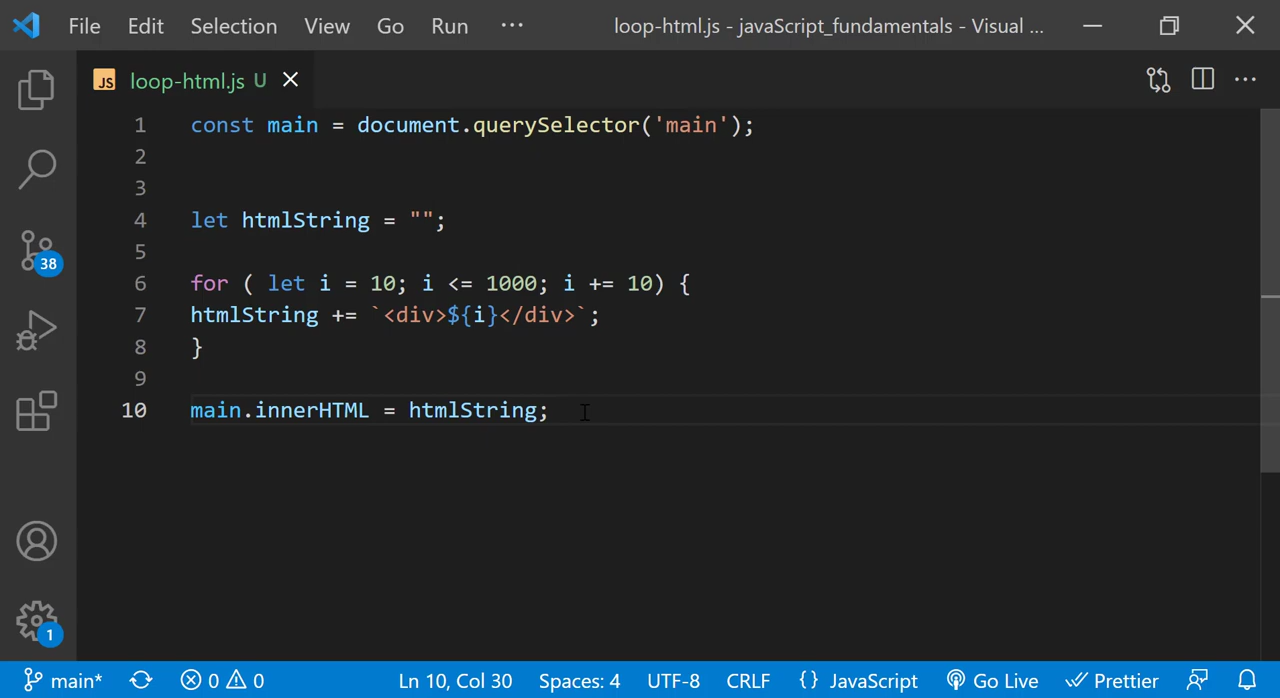 File Edit Selection View Go Run ··· loop-html.js - javaScript_fundamentals - Visual ...
JS loop-html.js U
1 const main = document.querySelector('main');
2
3
4 let htmlString = "";
5
6 for ( let i = 10; i <= 1000; i += 10) {
7 htmlString += `<div>${i}</div>`;
8 }
9
10 main.innerHTML = htmlString;
38
1
main* 0 0 Ln 10, Col 30 Spaces: 4 UTF-8 CRLF {} JavaScript Go Live Prettier